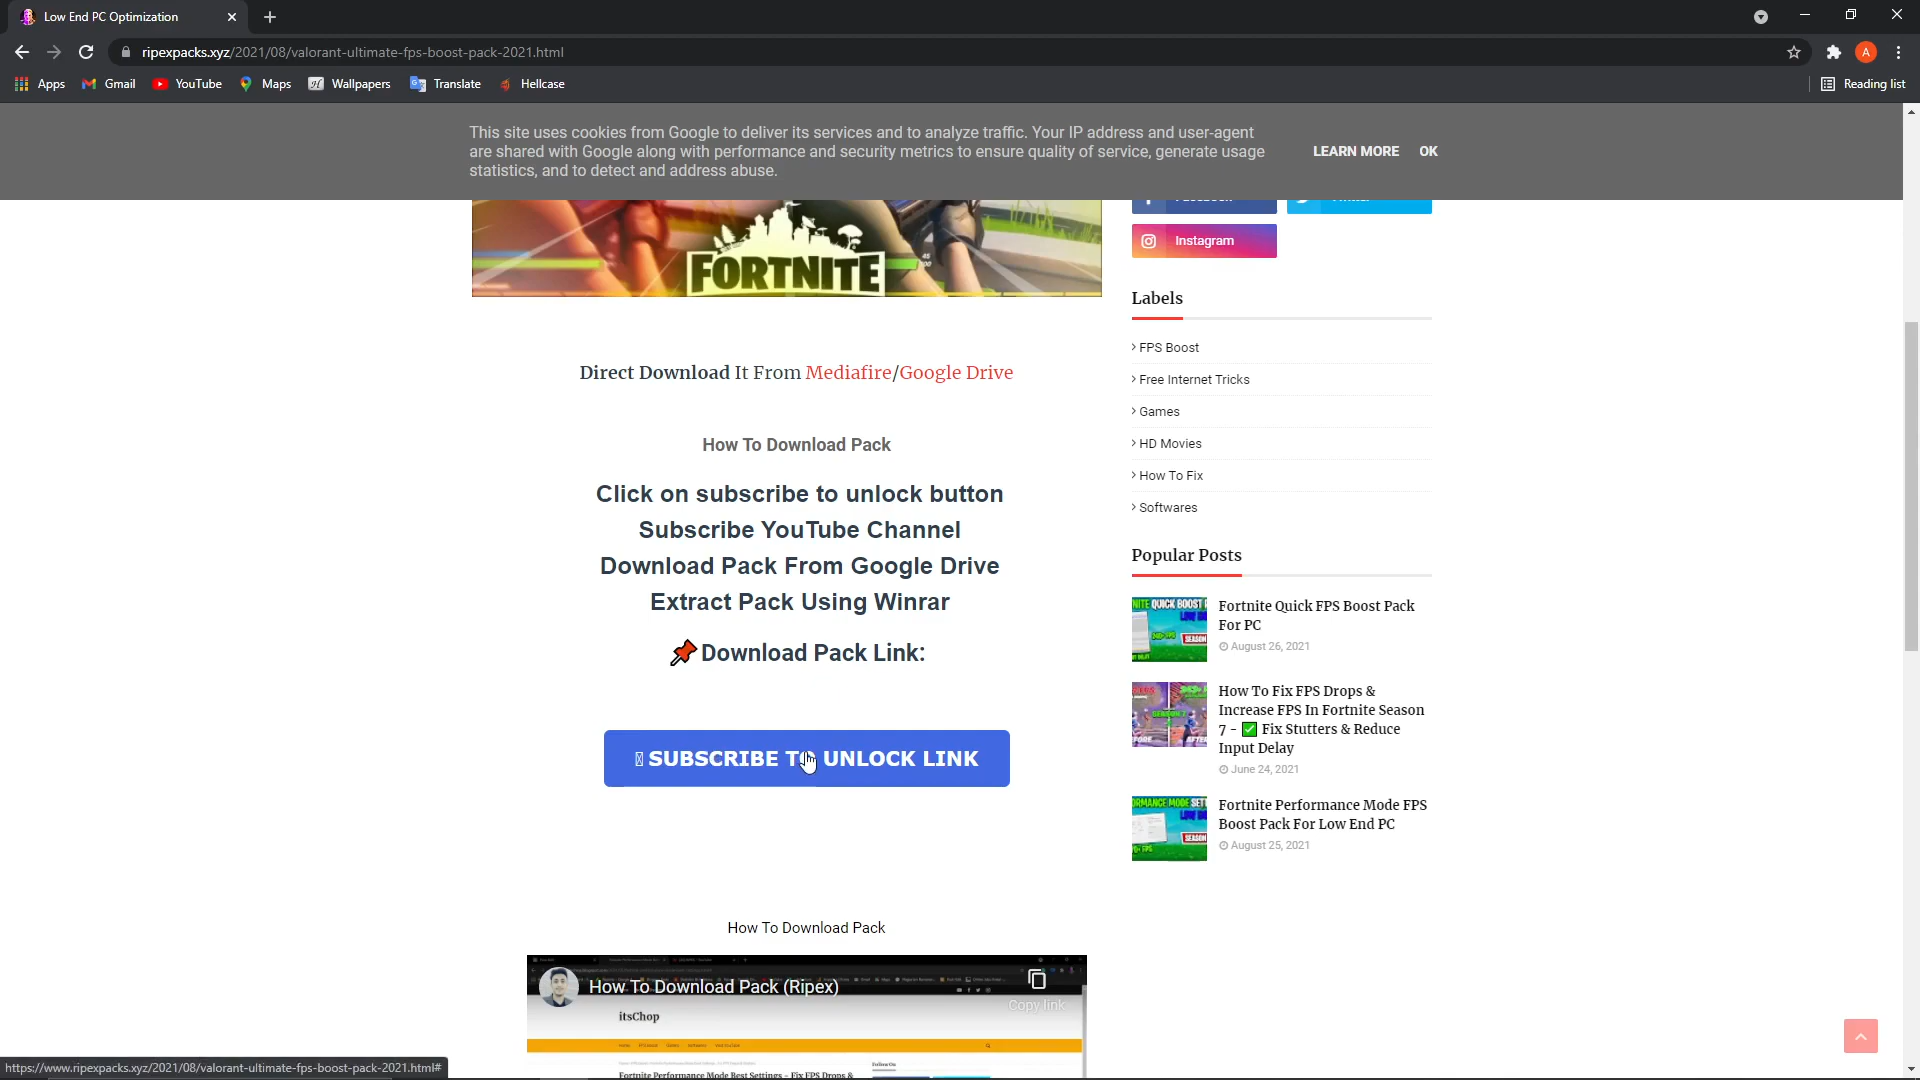 Low End PC Optimization
ripexpacks.xyz/2021/08/valorant-ultimate-fps-boost-pack-2021.html
A
Apps
Gmail
YouTube
Maps
Wallpapers
Translate
Hellcase
Reading list
This site uses cookies from Google to deliver its services and to analyze traffic. Your IP address and user-agent
are shared with Google along with performance and security metrics to ensure quality of service, generate usage
statistics, and to detect and address abuse.
LEARN MORE
OK
FORTNITE
Direct Download It From Mediafire/Google Drive
How To Download Pack
Click on subscribe to unlock button
Subscribe YouTube Channel
Download Pack From Google Drive
Extract Pack Using Winrar
📌Download Pack Link:
SUBSCRIBE TO UNLOCK LINK
How To Download Pack
How To Download Pack (Ripex)
Copy link
itsChop
Fortnite Performance Mode Best Settings - Fix FPS Drops &
Instagram
Labels
FPS Boost
Free Internet Tricks
Games
HD Movies
How To Fix
Softwares
Popular Posts
Fortnite Quick FPS Boost Pack
For PC
August 26, 2021
How To Fix FPS Drops &
Increase FPS In Fortnite Season
7 - ✅ Fix Stutters & Reduce
Input Delay
June 24, 2021
Fortnite Performance Mode FPS
Boost Pack For Low End PC
August 25, 2021
https://www.ripexpacks.xyz/2021/08/valorant-ultimate-fps-boost-pack-2021.html#